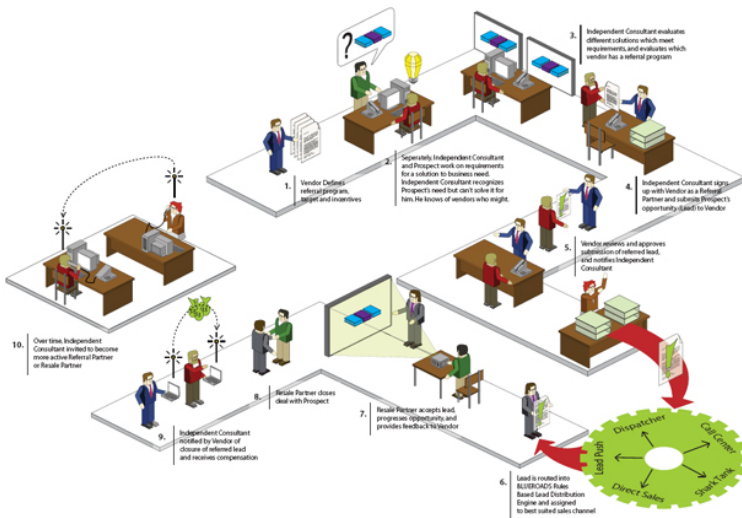 ?
1.
Vendor Defines
referral program,
target and incentives
2.
Seperately, Independent Consultant
and Prospect work on requirements
for a solution to business need.
Independent Consultant recognizes
Prospect's need but can't solve it for
him. He knows of vendors who might.
3.
Independent Consultant evaluates
different solutions which meet
requirements, and evaluates which
vendor has a referral program
4.
Independent Consultant signs
up with Vendor as a Referral
Partner and submits Prospect's
opportunity (Lead) to Vendor
5.
Vendor reviews and approves
submission of referred lead,
and notifies Independent
Consultant
6.
Lead is routed into
BLUEROADS Rules
Based Lead Distribution
Engine and assigned
to best suited sales channel
Dispatcher
Call Center
Shark Tank
Direct Sales
Lead Push
7.
Resale Partner accepts lead,
progresses opportunity, and
provides feedback to Vendor
8.
Resale Partner closes
deal with Prospect
9.
Independent Consultant
notified by Vendor of
closure of referred lead
and receives compensation
10.
Over time, Independent
Consultant invited to become
more active Referral Partner
or Resale Partner